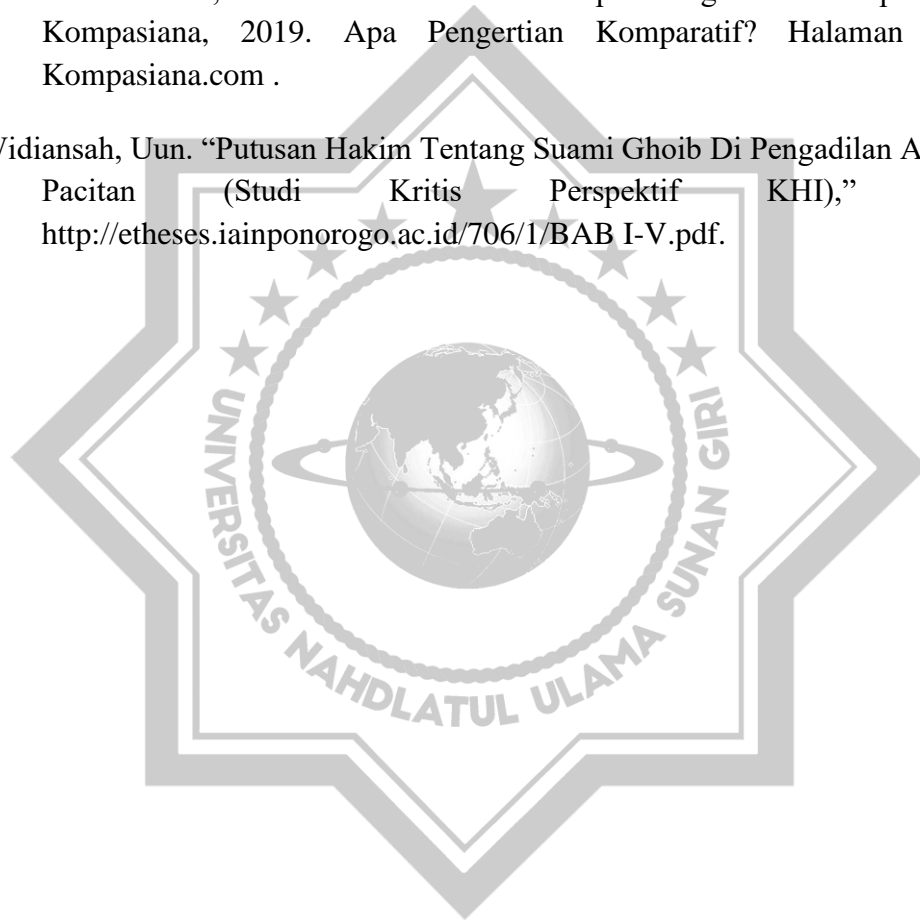 Kompasiana, 2019. Apa Pengertian Komparatif? Halaman
Kompasiana.com .
Uun. “Putusan Hakim Tentang Suami Ghoib Di Pengadilan
Pacitan (Studi Kritis Perspektif KHI),”
http://etheses.iainponorogo.ac.id/706/1/BAB I-V.pdf.
UNIVERSITAS NAHDLATUL ULAMA SUNAN GIRI